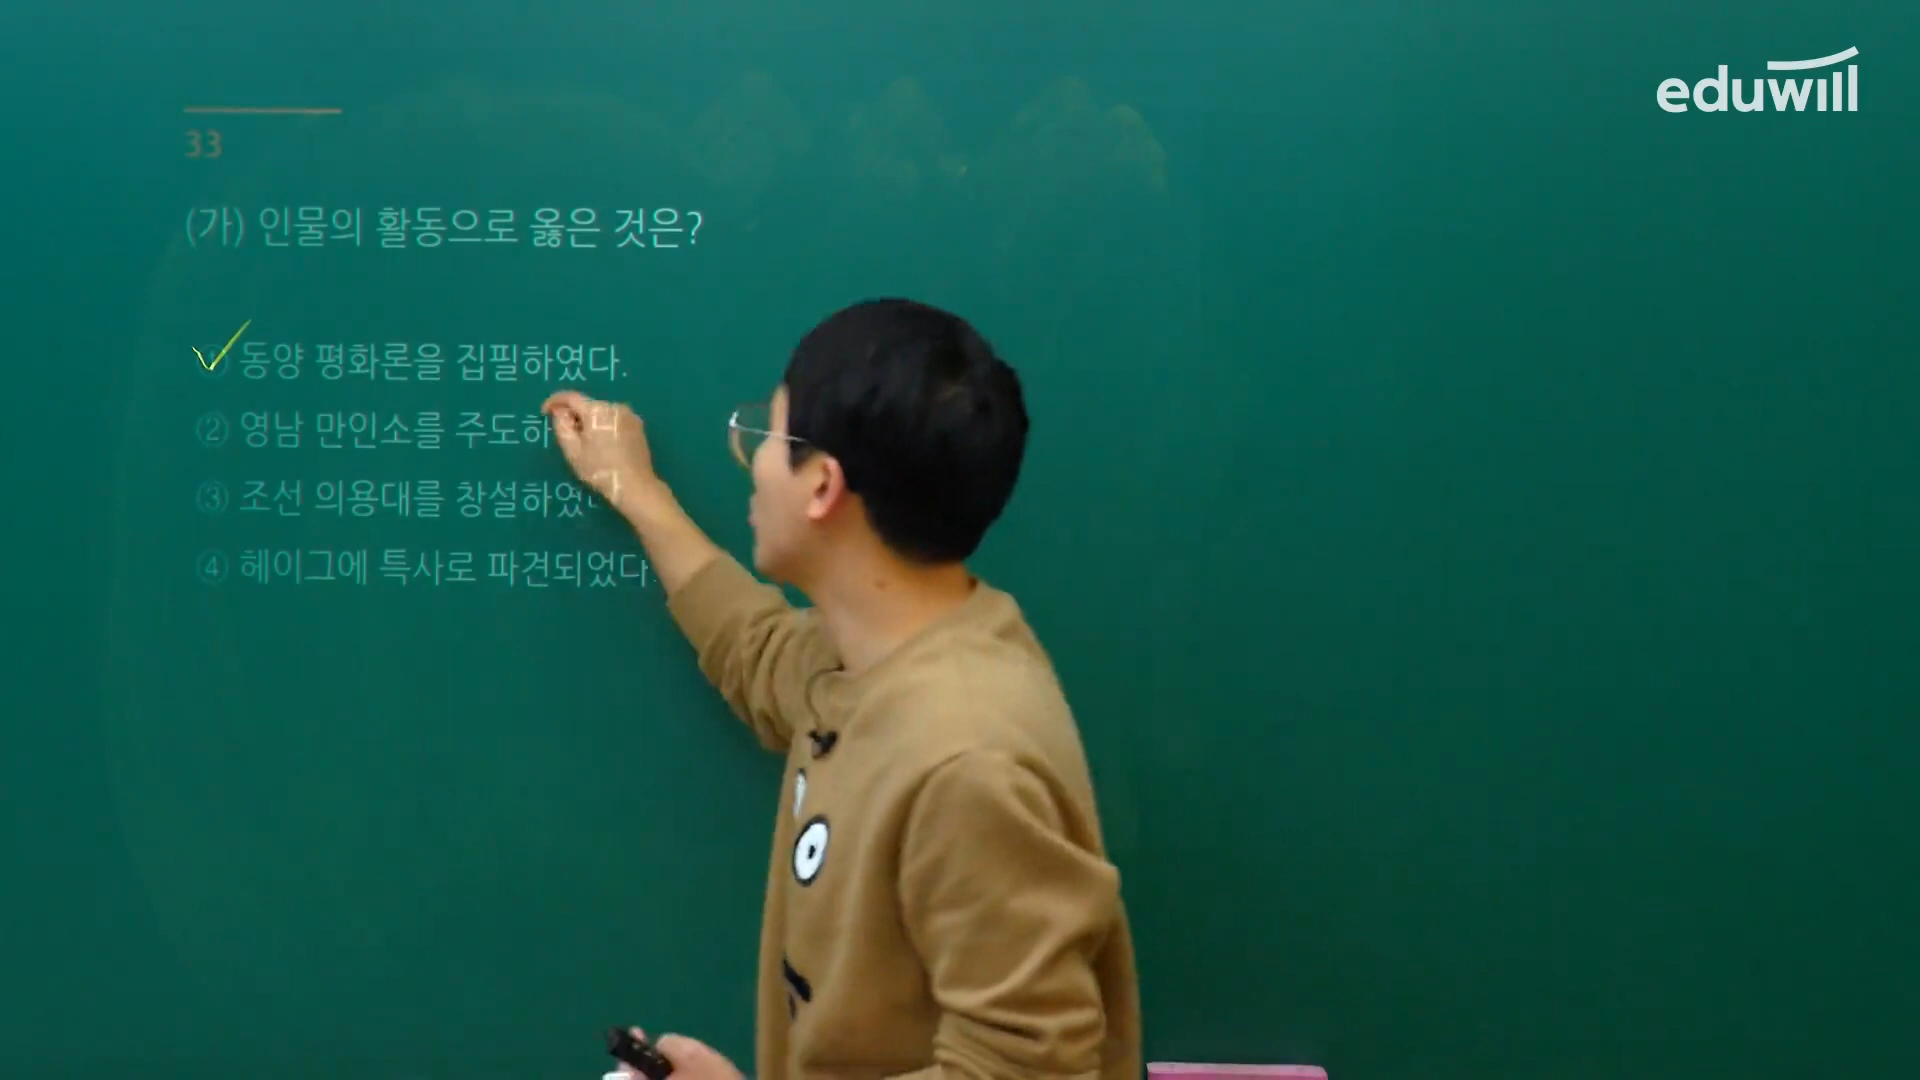 eduwill
33
(가) 인물의 활동으로 옳은 것은?
① 동양 평화론을 집필하였다.
② 영남 만인소를 주도하
③ 조선 의용대를 창설하였
④ 헤이그에 특사로 파견되었다.